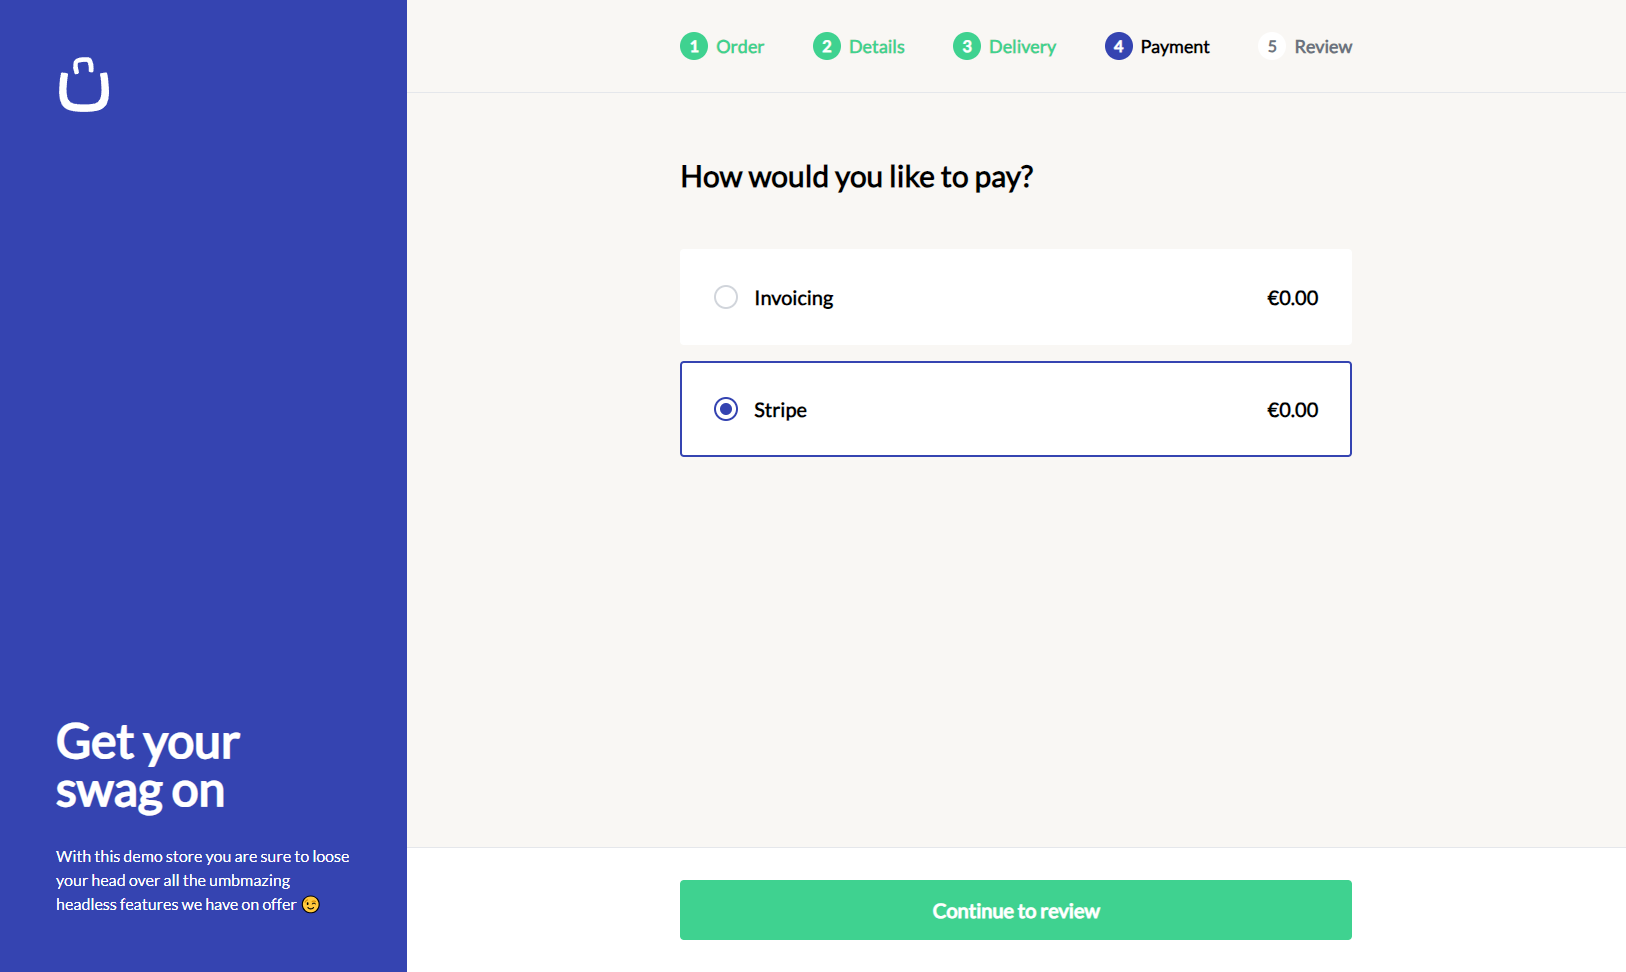 1 Order 2 Details 3 Delivery 4 Payment 5 Review
How would you like to pay?
Invoicing €0.00
Stripe €0.00
Get your
swag on
With this demo store you are sure to loose
your head over all the umbmazing
headless features we have on offer 😉
Continue to review